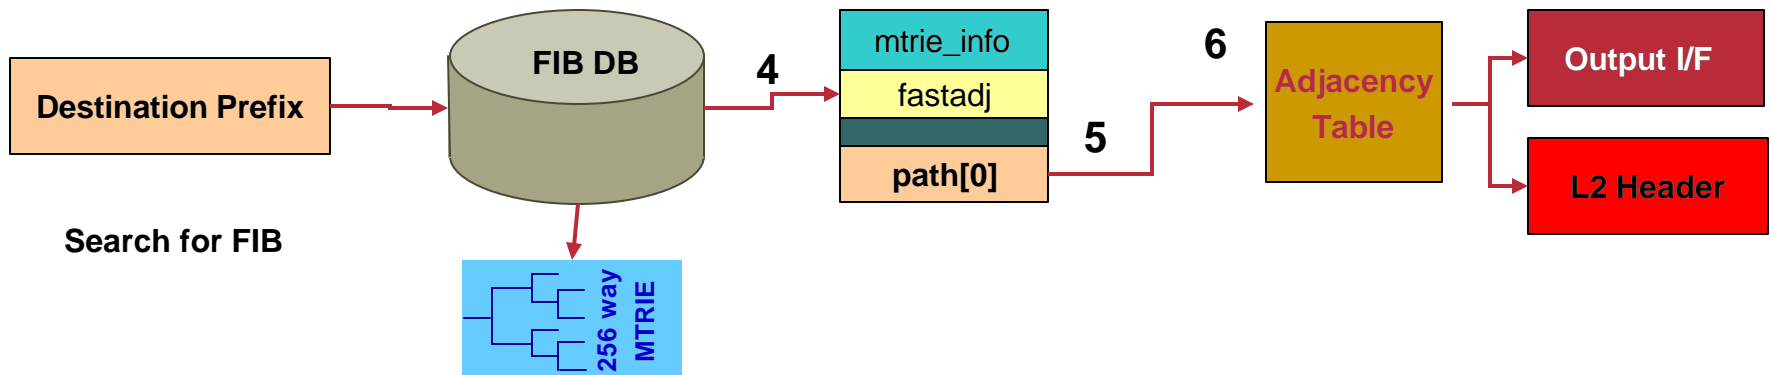 Destination Prefix
Search for FIB
FIB DB
256 way
MTRIE
4
mtrie_info
fastadj
path[0]
5
6
Adjacency
Table
Output I/F
L2 Header